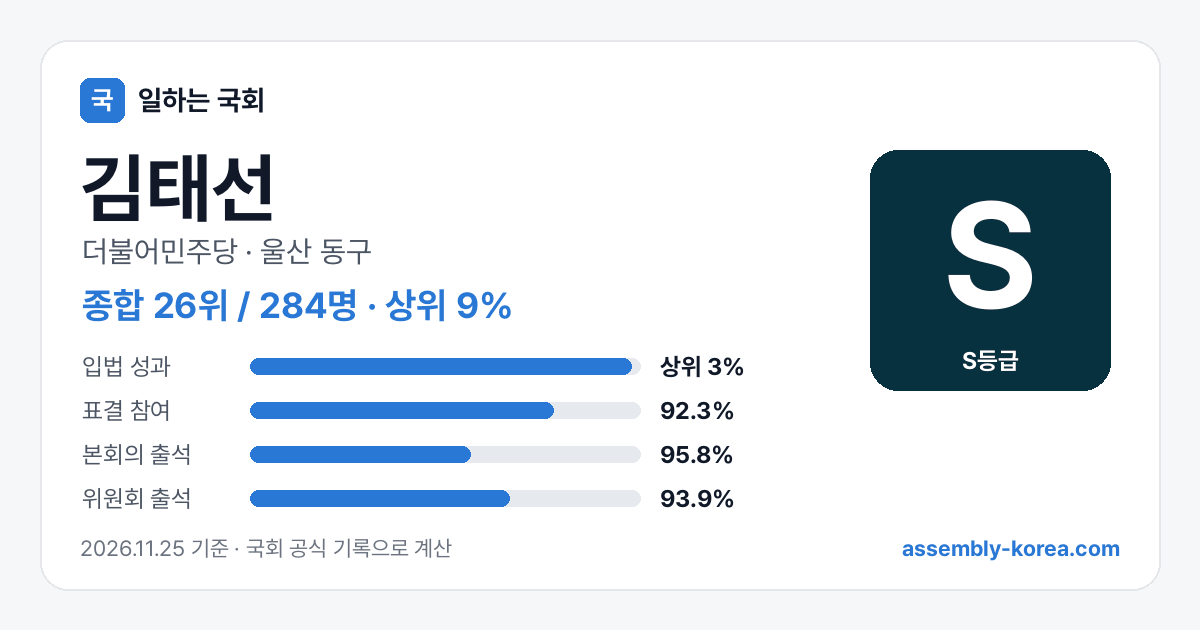 국 일하는 국회
김태선
더불어민주당 · 울산 동구
종합 26위 / 284명 · 상위 9%
입법 성과 상위 3%
표결 참여 92.3%
본회의 출석 95.8%
위원회 출석 93.9%
S
S등급
2026.11.25 기준 · 국회 공식 기록으로 계산
assembly-korea.com